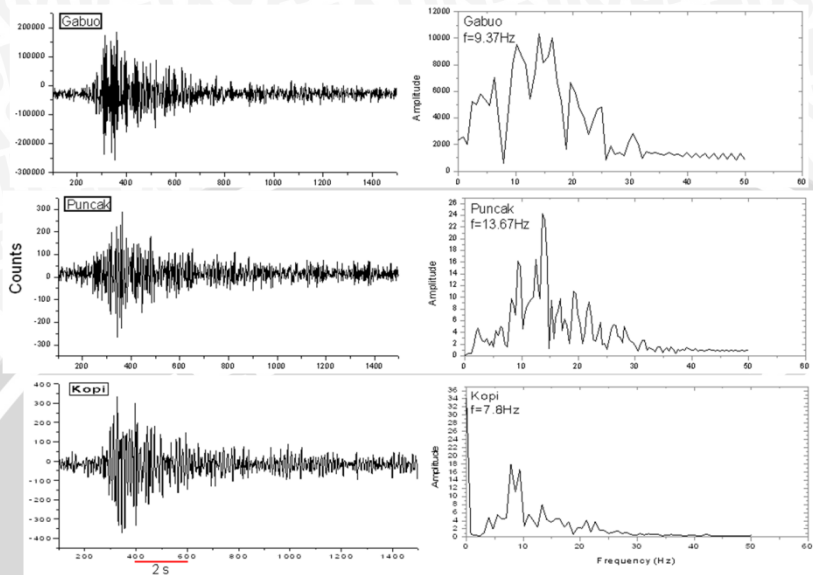 Gabuo
200000
100000
0
-100000
-200000
-300000
200 400 600 800 1000 1200 1400
Gabuo
f=9.37Hz
Amplitude
12000
10000
8000
6000
4000
2000
0
0 10 20 30 40 50 60
Counts
Puncak
300
200
100
0
-100
-200
-300
200 400 600 800 1000 1200 1400
Puncak
f=13.67Hz
Amplitude
26
24
22
20
18
16
14
12
10
8
6
4
2
0
0 10 20 30 40 50 60
Kopi
400
300
200
100
0
-100
-200
-300
-400
200 400 600 800 1000 1200 1400
2 s
Kopi
f=7.8Hz
Amplitude
36
34
32
30
28
26
24
22
20
18
16
14
12
10
8
6
4
2
0
0 10 20 30 40 50 60
Frequency (Hz)